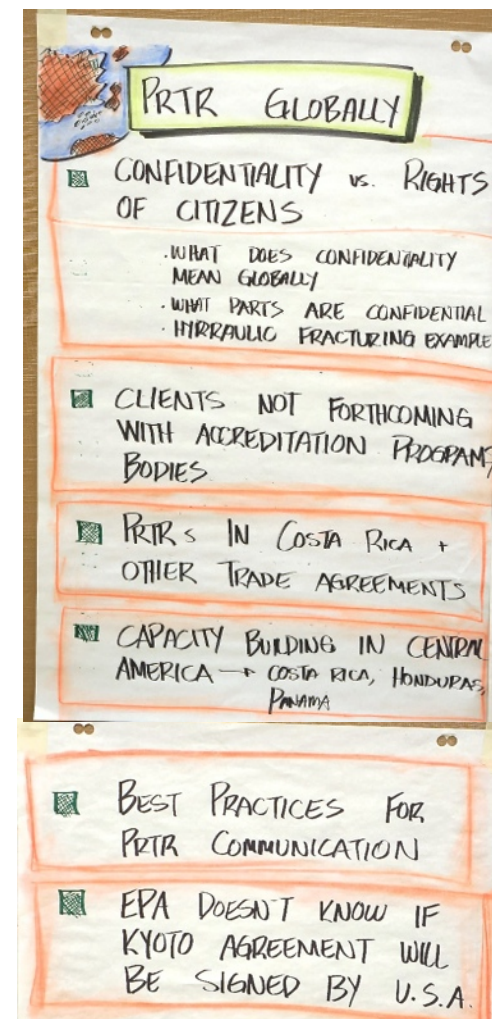 PRTR GLOBALLY
CONFIDENTIALITY VS. RIGHTS
OF CITIZENS
· WHAT DOES CONFIDENTIALITY
MEAN GLOBALLY
· WHAT PARTS ARE CONFIDENTIAL
· HYRRAULIC FRACTURING EXAMPLE
CLIENTS NOT FORTHCOMING
WITH ACCREDITATION PROGRAM/
BODIES
PRTRs IN COSTA RICA +
OTHER TRADE AGREEMENTS
CAPACITY BUILDING IN CENTRAL
AMERICA → COSTA RICA, HONDURAS,
PANAMA
BEST PRACTICES FOR
PRTR COMMUNICATION
EPA DOESN'T KNOW IF
KYOTO AGREEMENT WILL
BE SIGNED BY U.S.A.